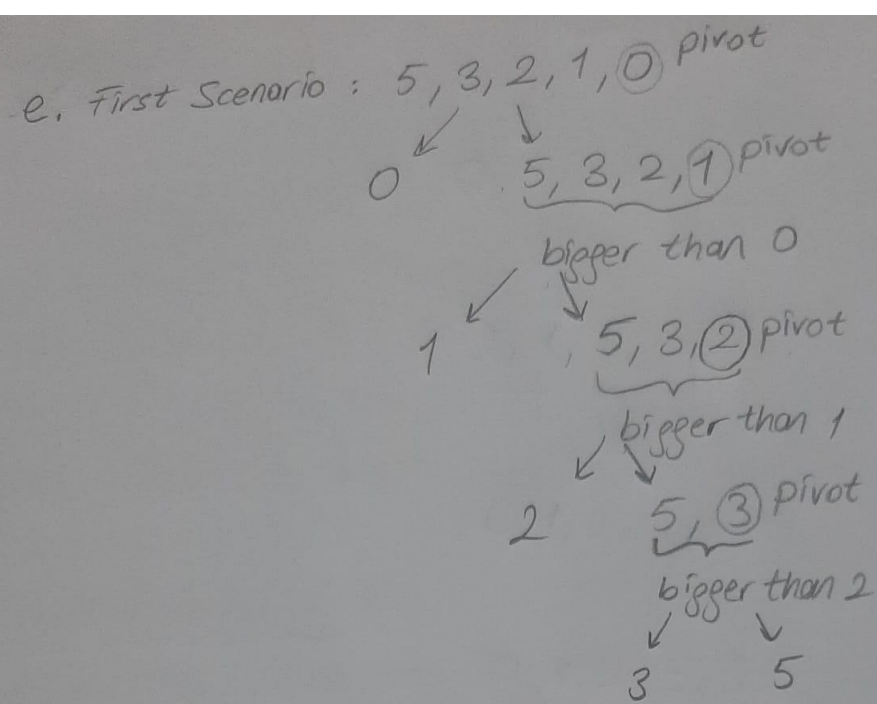 e. First Scenario : 5, 3, 2, 1, 0 pivot
0 5, 3, 2, 1 pivot
bigger than 0
1 5, 3, 2 pivot
bigger than 1
2 5, 3 pivot
bigger than 2
3 5